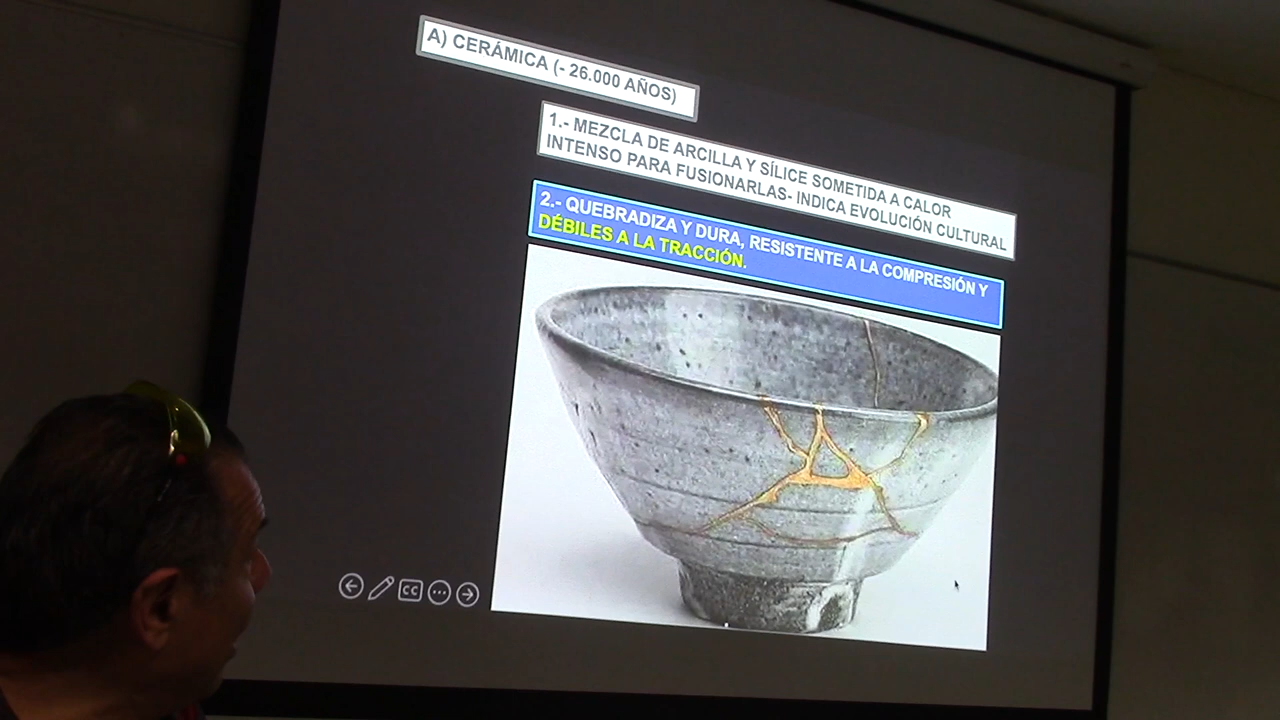 A) CERÁMICA (- 26.000 AÑOS)
1.- MEZCLA DE ARCILLA Y SÍLICE SOMETIDA A CALOR
INTENSO PARA FUSIONARLAS- INDICA EVOLUCIÓN CULTURAL
2.- QUEBRADIZA Y DURA, RESISTENTE A LA COMPRESIÓN Y
DÉBILES A LA TRACCIÓN.
CC